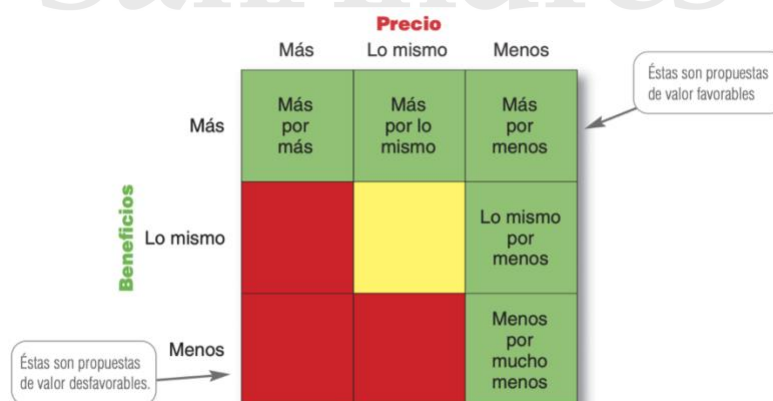 Precio
Más Lo mismo Menos
Éstas son propuestas
de valor favorables
Beneficios
Más
Más
por
más
Más
por lo
mismo
Más
por
menos
Lo mismo
Lo mismo
por
menos
Menos
Menos
por
mucho
menos
Éstas son propuestas
de valor desfavorables.